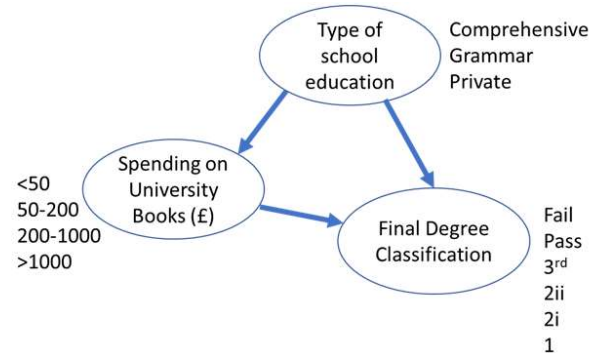 Type of
school
education
Comprehensive
Grammar
Private
Spending on
University
Books (£)
<50
50-200
200-1000
>1000
Final Degree
Classification
Fail
Pass
3rd
2ii
2i
1